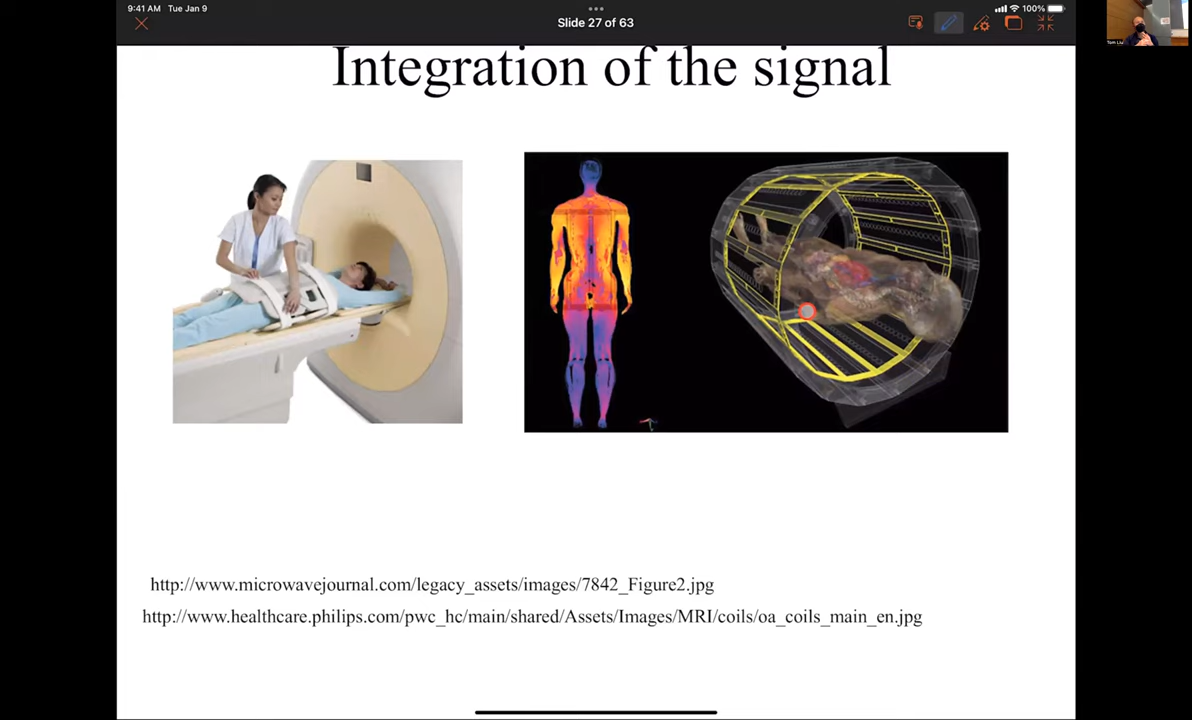 9:41 AM Tue Jan 9
100%
Slide 27 of 63
Integration of the signal
http://www.microwavejournal.com/legacy_assets/images/7842_Figure2.jpg
http://www.healthcare.philips.com/pwc_hc/main/shared/Assets/Images/MRI/coils/oa_coils_main_en.jpg